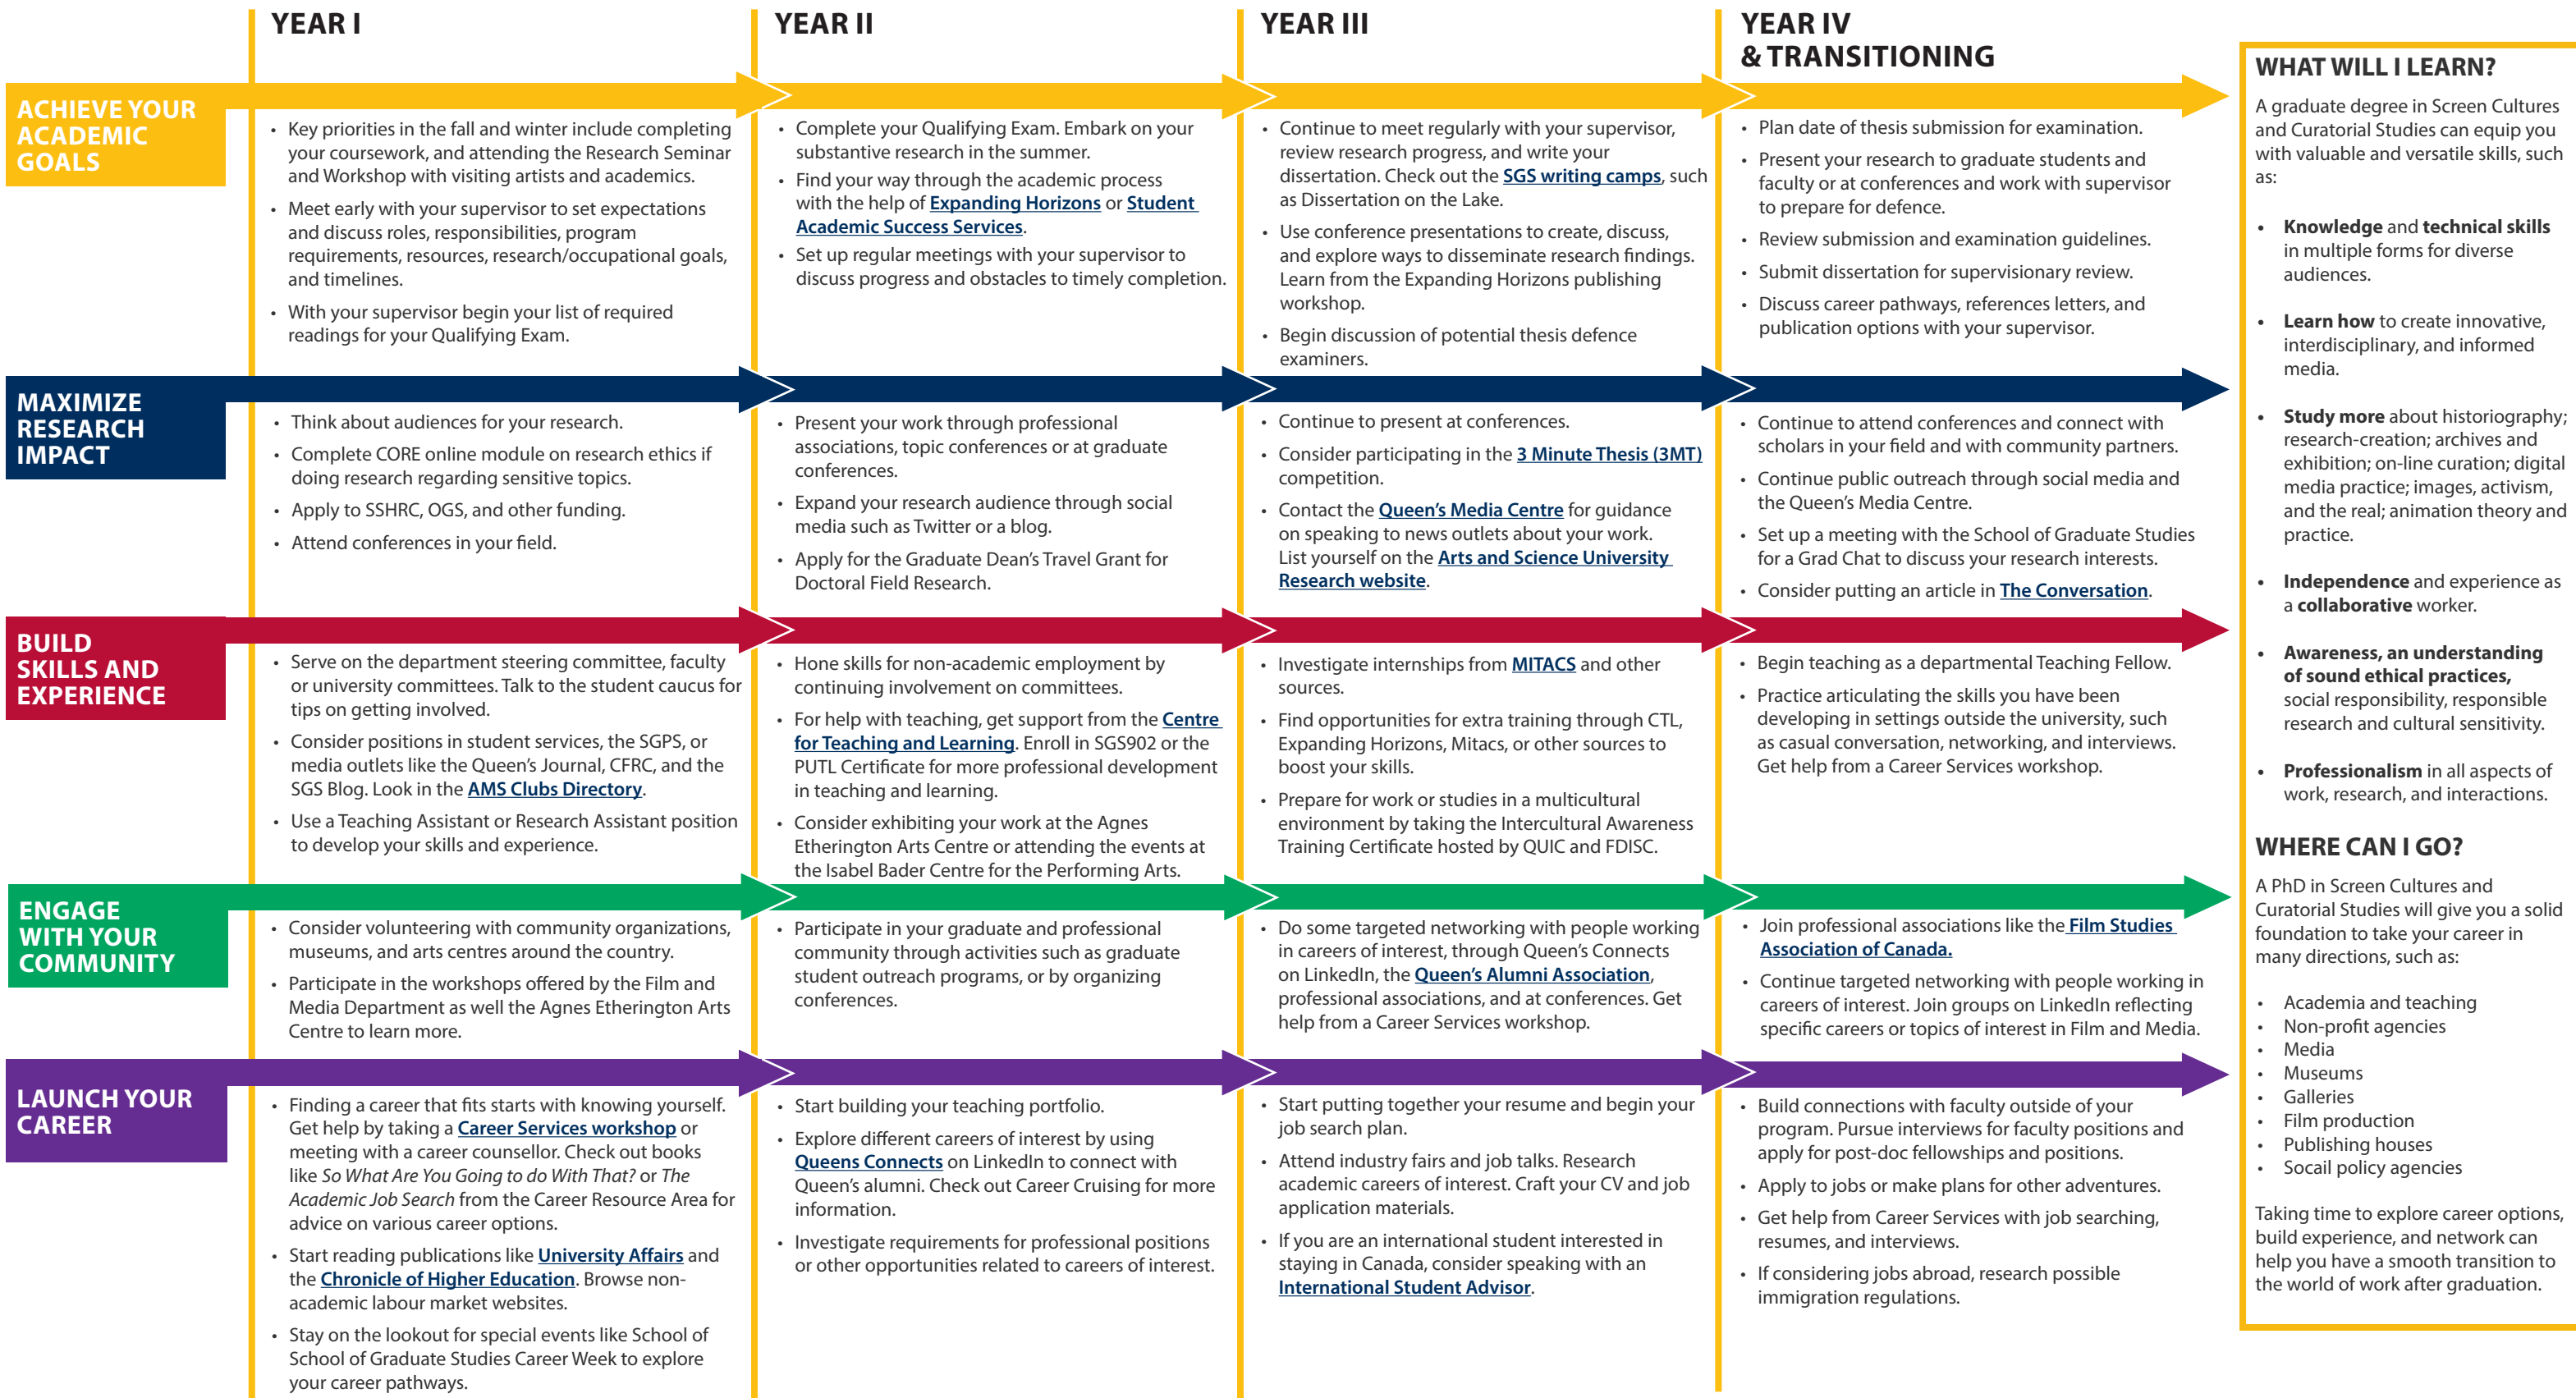 YEAR I
YEAR II
YEAR III
YEAR IV
& TRANSITIONING
ACHIEVE YOUR
ACADEMIC
GOALS
• Key priorities in the fall and winter include completing
your coursework, and attending the Research Seminar
and Workshop with visiting artists and academics.
• Meet early with your supervisor to set expectations
and discuss roles, responsibilities, program
requirements, resources, research/occupational goals,
and timelines.
• With your supervisor begin your list of required
readings for your Qualifying Exam.
• Complete your Qualifying Exam. Embark on your
substantive research in the summer.
• Find your way through the academic process
with the help of Expanding Horizons or Student
Academic Success Services.
• Set up regular meetings with your supervisor to
discuss progress and obstacles to timely completion.
• Continue to meet regularly with your supervisor,
review research progress, and write your
dissertation. Check out the SGS writing camps, such
as Dissertation on the Lake.
• Use conference presentations to create, discuss,
and explore ways to disseminate research findings.
Learn from the Expanding Horizons publishing
workshop.
• Begin discussion of potential thesis defence
examiners.
• Plan date of thesis submission for examination.
• Present your research to graduate students and
faculty or at conferences and work with supervisor
to prepare for defence.
• Review submission and examination guidelines.
• Submit dissertation for supervisionary review.
• Discuss career pathways, references letters, and
publication options with your supervisor.
MAXIMIZE
RESEARCH
IMPACT
• Think about audiences for your research.
• Complete CORE online module on research ethics if
doing research regarding sensitive topics.
• Apply to SSHRC, OGS, and other funding.
• Attend conferences in your field.
• Present your work through professional
associations, topic conferences or at graduate
conferences.
• Expand your research audience through social
media such as Twitter or a blog.
• Apply for the Graduate Dean's Travel Grant for
Doctoral Field Research.
• Continue to present at conferences.
• Consider participating in the 3 Minute Thesis (3MT)
competition.
• Contact the Queen's Media Centre for guidance
on speaking to news outlets about your work.
List yourself on the Arts and Science University
Research website.
• Continue to attend conferences and connect with
scholars in your field and with community partners.
• Continue public outreach through social media and
the Queen's Media Centre.
• Set up a meeting with the School of Graduate Studies
for a Grad Chat to discuss your research interests.
• Consider putting an article in The Conversation.
BUILD
SKILLS AND
EXPERIENCE
• Serve on the department steering committee, faculty
or university committees. Talk to the student caucus for
tips on getting involved.
• Consider positions in student services, the SGPS, or
media outlets like the Queen's Journal, CFRC, and the
SGS Blog. Look in the AMS Clubs Directory.
• Use a Teaching Assistant or Research Assistant position
to develop your skills and experience.
• Hone skills for non-academic employment by
continuing involvement on committees.
• For help with teaching, get support from the Centre
for Teaching and Learning. Enroll in SGS902 or the
PUTL Certificate for more professional development
in teaching and learning.
• Consider exhibiting your work at the Agnes
Etherington Arts Centre or attending the events at
the Isabel Bader Centre for the Performing Arts.
• Investigate internships from MITACS and other
sources.
• Find opportunities for extra training through CTL,
Expanding Horizons, Mitacs, or other sources to
boost your skills.
• Prepare for work or studies in a multicultural
environment by taking the Intercultural Awareness
Training Certificate hosted by QUIC and FDISC.
• Begin teaching as a departmental Teaching Fellow.
• Practice articulating the skills you have been
developing in settings outside the university, such
as casual conversation, networking, and interviews.
Get help from a Career Services workshop.
ENGAGE
WITH YOUR
COMMUNITY
• Consider volunteering with community organizations,
museums, and arts centres around the country.
• Participate in the workshops offered by the Film and
Media Department as well the Agnes Etherington Arts
Centre to learn more.
• Participate in your graduate and professional
community through activities such as graduate
student outreach programs, or by organizing
conferences.
• Do some targeted networking with people working
in careers of interest, through Queen's Connects
on LinkedIn, the Queen's Alumni Association,
professional associations, and at conferences. Get
help from a Career Services workshop.
• Join professional associations like the Film Studies
Association of Canada.
• Continue targeted networking with people working in
careers of interest. Join groups on LinkedIn reflecting
specific careers or topics of interest in Film and Media.
LAUNCH YOUR
CAREER
• Finding a career that fits starts with knowing yourself.
Get help by taking a Career Services workshop or
meeting with a career counsellor. Check out books
like So What Are You Going to do With That? or The
Academic Job Search from the Career Resource Area for
advice on various career options.
• Start reading publications like University Affairs and
the Chronicle of Higher Education. Browse non-
academic labour market websites.
• Stay on the lookout for special events like School of
School of Graduate Studies Career Week to explore
your career pathways.
• Start building your teaching portfolio.
• Explore different careers of interest by using
Queens Connects on LinkedIn to connect with
Queen's alumni. Check out Career Cruising for more
information.
• Investigate requirements for professional positions
or other opportunities related to careers of interest.
• Start putting together your resume and begin your
job search plan.
• Attend industry fairs and job talks. Research
academic careers of interest. Craft your CV and job
application materials.
• If you are an international student interested in
staying in Canada, consider speaking with an
International Student Advisor.
• Build connections with faculty outside of your
program. Pursue interviews for faculty positions and
apply for post-doc fellowships and positions.
• Apply to jobs or make plans for other adventures.
• Get help from Career Services with job searching,
resumes, and interviews.
• If considering jobs abroad, research possible
immigration regulations.
WHAT WILL I LEARN?
A graduate degree in Screen Cultures
and Curatorial Studies can equip you
with valuable and versatile skills, such
as:
• Knowledge and technical skills
in multiple forms for diverse
audiences.
• Learn how to create innovative,
interdisciplinary, and informed
media.
• Study more about historiography;
research-creation; archives and
exhibition; on-line curation; digital
media practice; images, activism,
and the real; animation theory and
practice.
• Independence and experience as
a collaborative worker.
• Awareness, an understanding
of sound ethical practices,
social responsibility, responsible
research and cultural sensitivity.
• Professionalism in all aspects of
work, research, and interactions.
WHERE CAN I GO?
A PhD in Screen Cultures and
Curatorial Studies will give you a solid
foundation to take your career in
many directions, such as:
• Academia and teaching
• Non-profit agencies
• Media
• Museums
• Galleries
• Film production
• Publishing houses
• Socail policy agencies
Taking time to explore career options,
build experience, and network can
help you have a smooth transition to
the world of work after graduation.